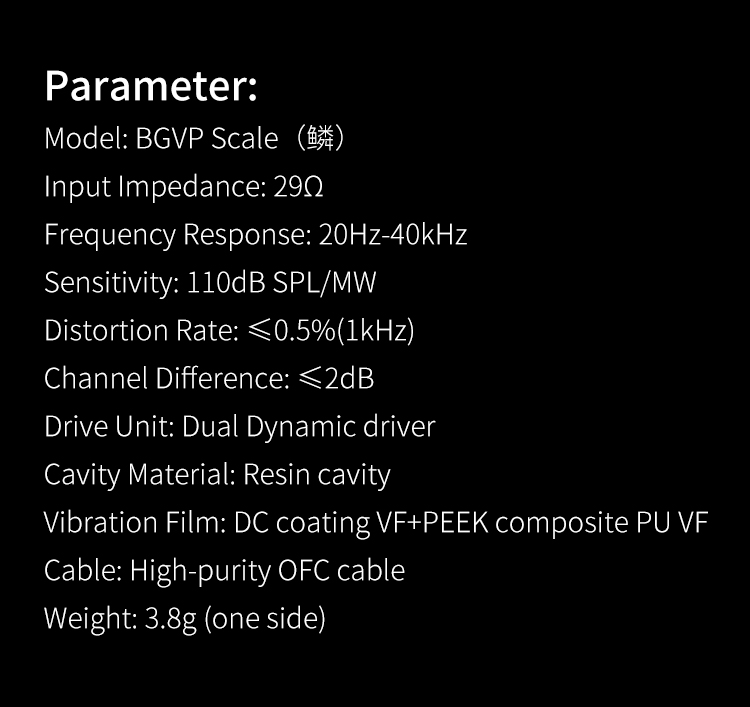 Parameter:
Model: BGVP Scale（鳞）
Input Impedance: 29Ω
Frequency Response: 20Hz-40kHz
Sensitivity: 110dB SPL/MW
Distortion Rate: ≤0.5%(1kHz)
Channel Difference: ≤2dB
Drive Unit: Dual Dynamic driver
Cavity Material: Resin cavity
Vibration Film: DC coating VF+PEEK composite PU VF
Cable: High-purity OFC cable
Weight: 3.8g (one side)